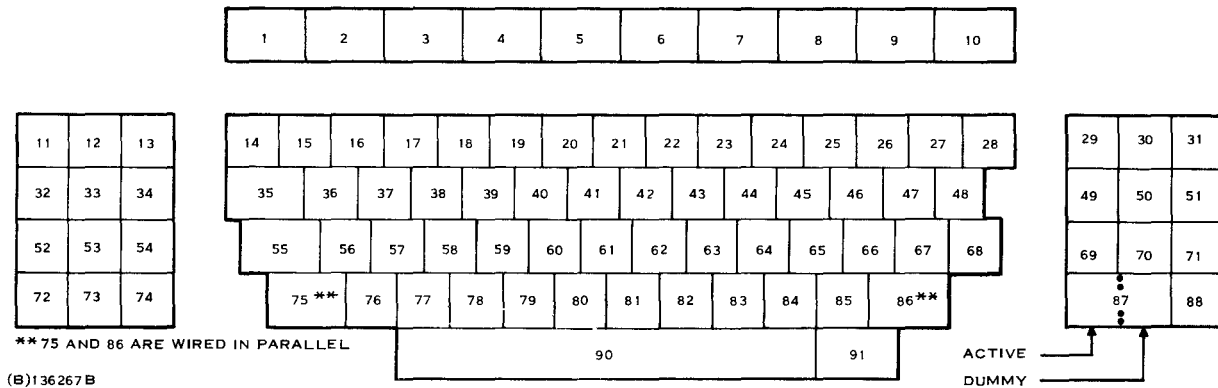 1 2 3 4 5 6 7 8 9 10
11 12 13 14 15 16 17 18 19 20 21 22 23 24 25 26 27 28 29 30 31
32 33 34 35 36 37 38 39 40 41 42 43 44 45 46 47 48 49 50 51
52 53 54 55 56 57 58 59 60 61 62 63 64 65 66 67 68 69 70 71
72 73 74 75 ** 76 77 78 79 80 81 82 83 84 85 86** 87 88
** 75 AND 86 ARE WIRED IN PARALLEL
90 91
ACTIVE
DUMMY
(B)136267B